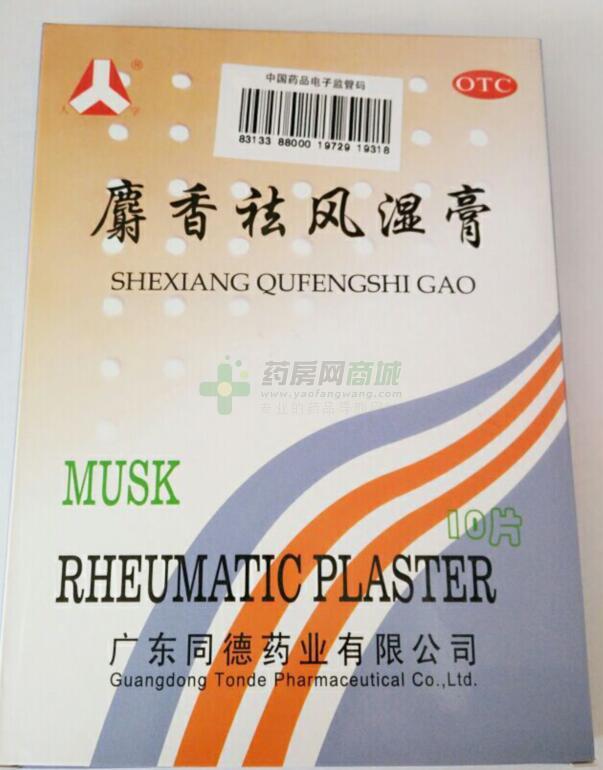 中国药品电子监管码
83133 88000 19729 19318
OTC
®
大 字
麝香祛风湿膏
SHEXIANG QUFENGSHI GAO
药房网商城
www.yaofangwang.com
MUSK
10片
RHEUMATIC PLASTER
广东同德药业有限公司
Guangdong Tonde Pharmaceutical Co.,Ltd.